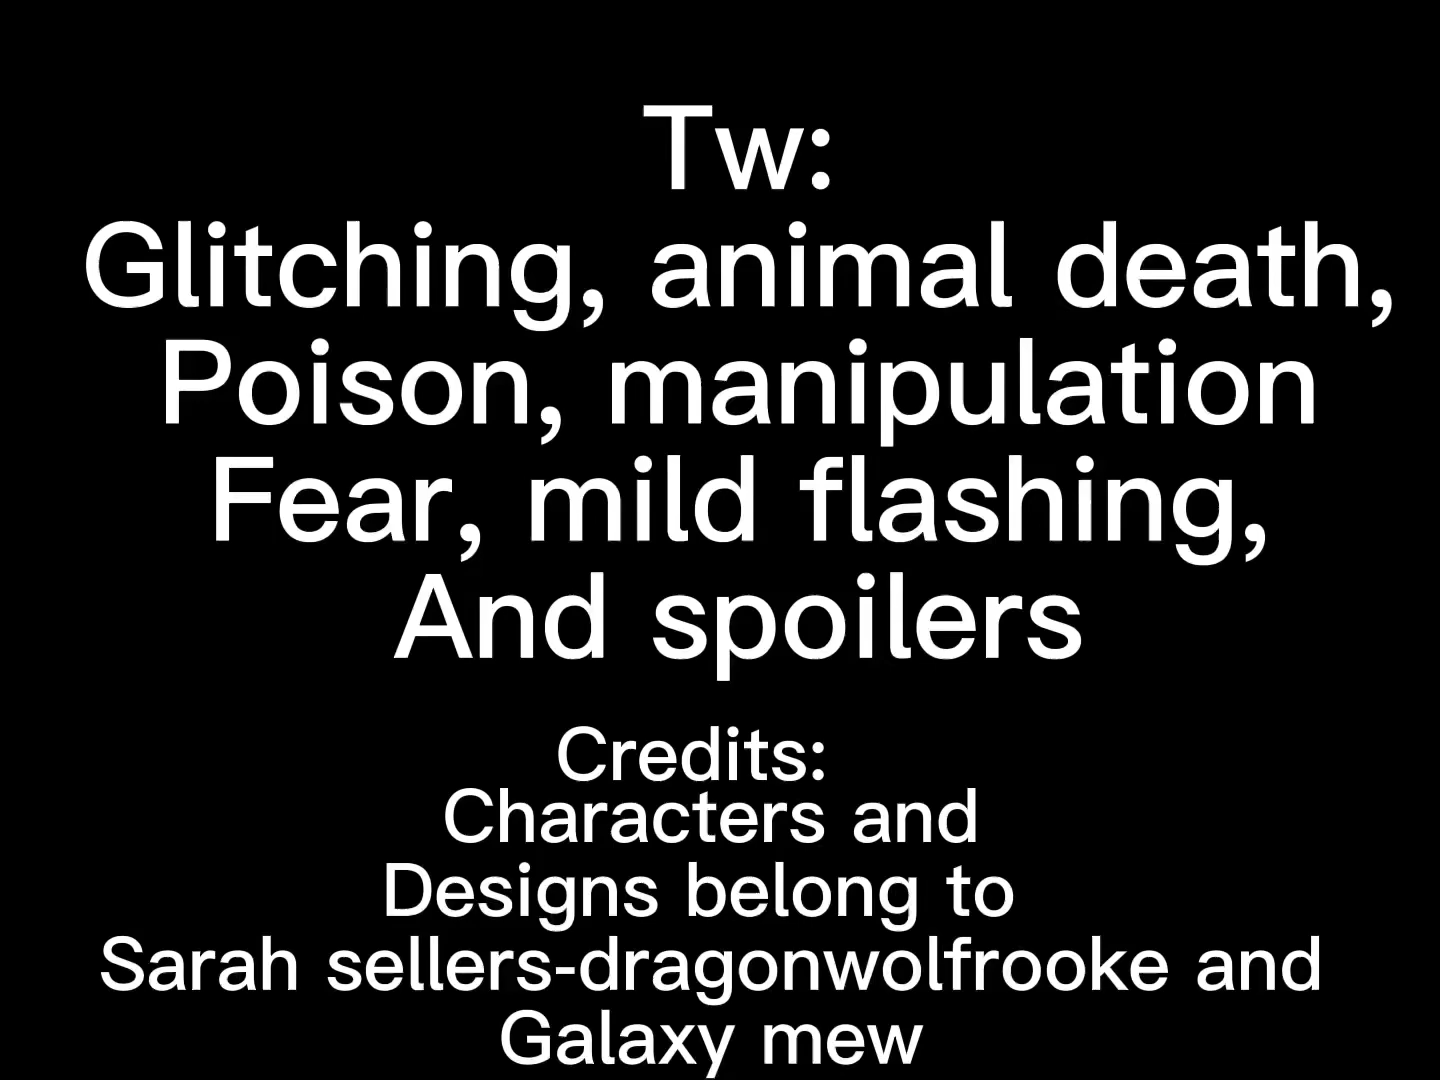 Tw:
Glitching, animal death,
Poison, manipulation
Fear, mild flashing,
And spoilers
Credits:
Characters and
Designs belong to
Sarah sellers-dragonwolfrooke and
Galaxy mew